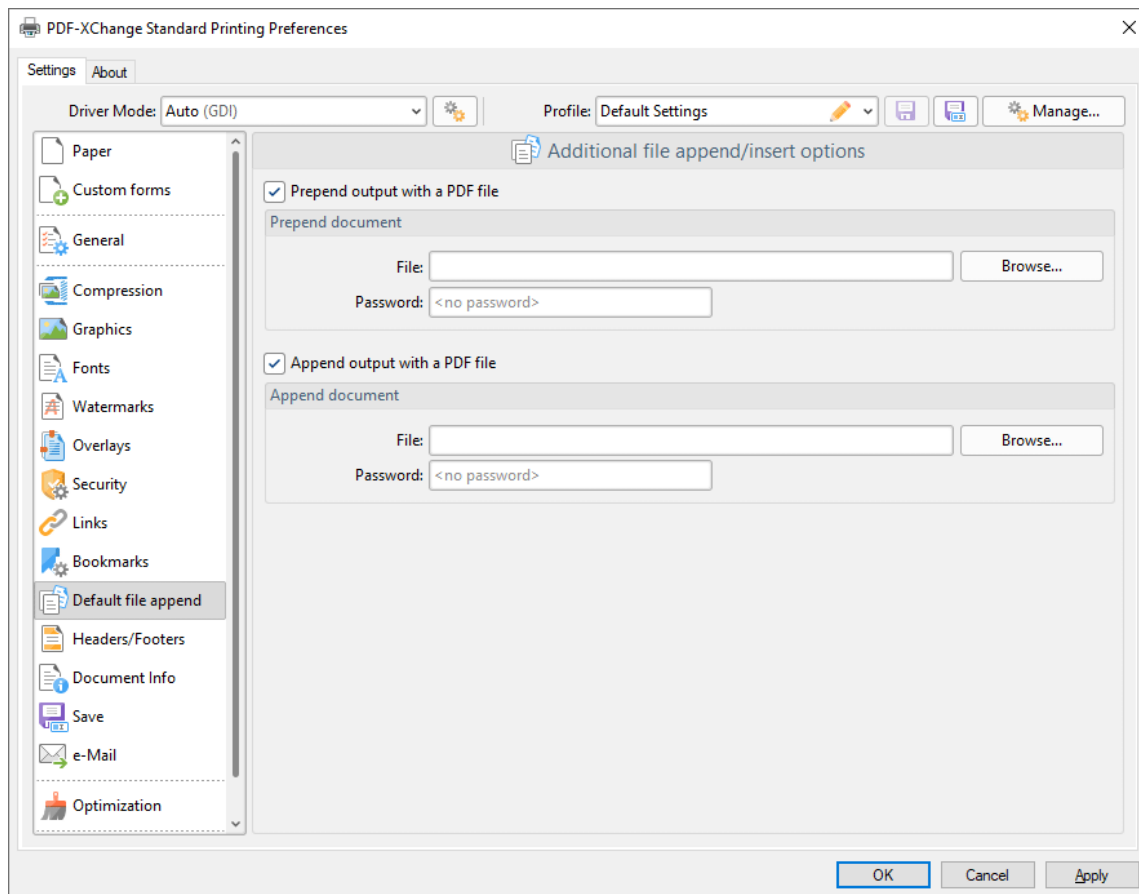 PDF-XChange Standard Printing Preferences
Settings About
Driver Mode: Auto (GDI) Profile: Default Settings Manage...
Paper
Custom forms
General
Compression
Graphics
Fonts
Watermarks
Overlays
Security
Links
Bookmarks
Default file append
Headers/Footers
Document Info
Save
e-Mail
Optimization
Additional file append/insert options
Prepend output with a PDF file
Prepend document
File: Browse...
Password: <no password>
Append output with a PDF file
Append document
File: Browse...
Password: <no password>
OK Cancel Apply